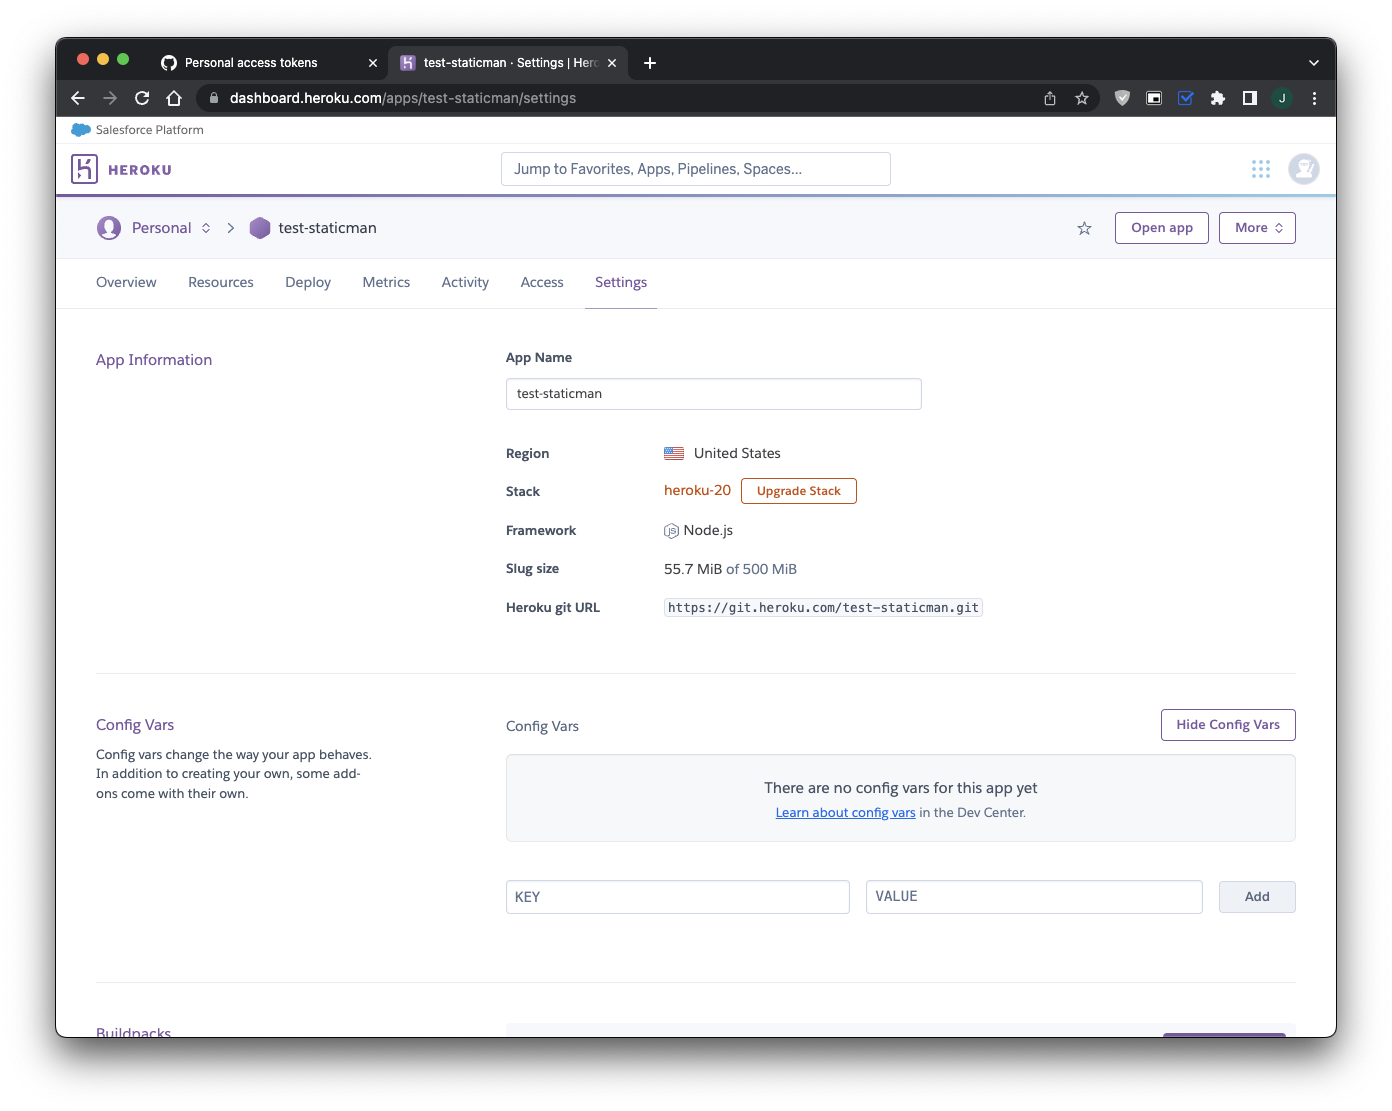 Personal access tokens
test-staticman · Settings | Hero
dashboard.heroku.com/apps/test-staticman/settings
J
Salesforce Platform
HEROKU
Jump to Favorites, Apps, Pipelines, Spaces...
Personal
test-staticman
Open app
More
Overview
Resources
Deploy
Metrics
Activity
Access
Settings
App Information
App Name
test-staticman
Region
United States
Stack
heroku-20
Upgrade Stack
Framework
Node.js
Slug size
55.7 MiB of 500 MiB
Heroku git URL
https://git.heroku.com/test-staticman.git
Config Vars
Config vars change the way your app behaves.
In addition to creating your own, some add-
ons come with their own.
Config Vars
Hide Config Vars
There are no config vars for this app yet
Learn about config vars in the Dev Center.
KEY
VALUE
Add
Buildpacks